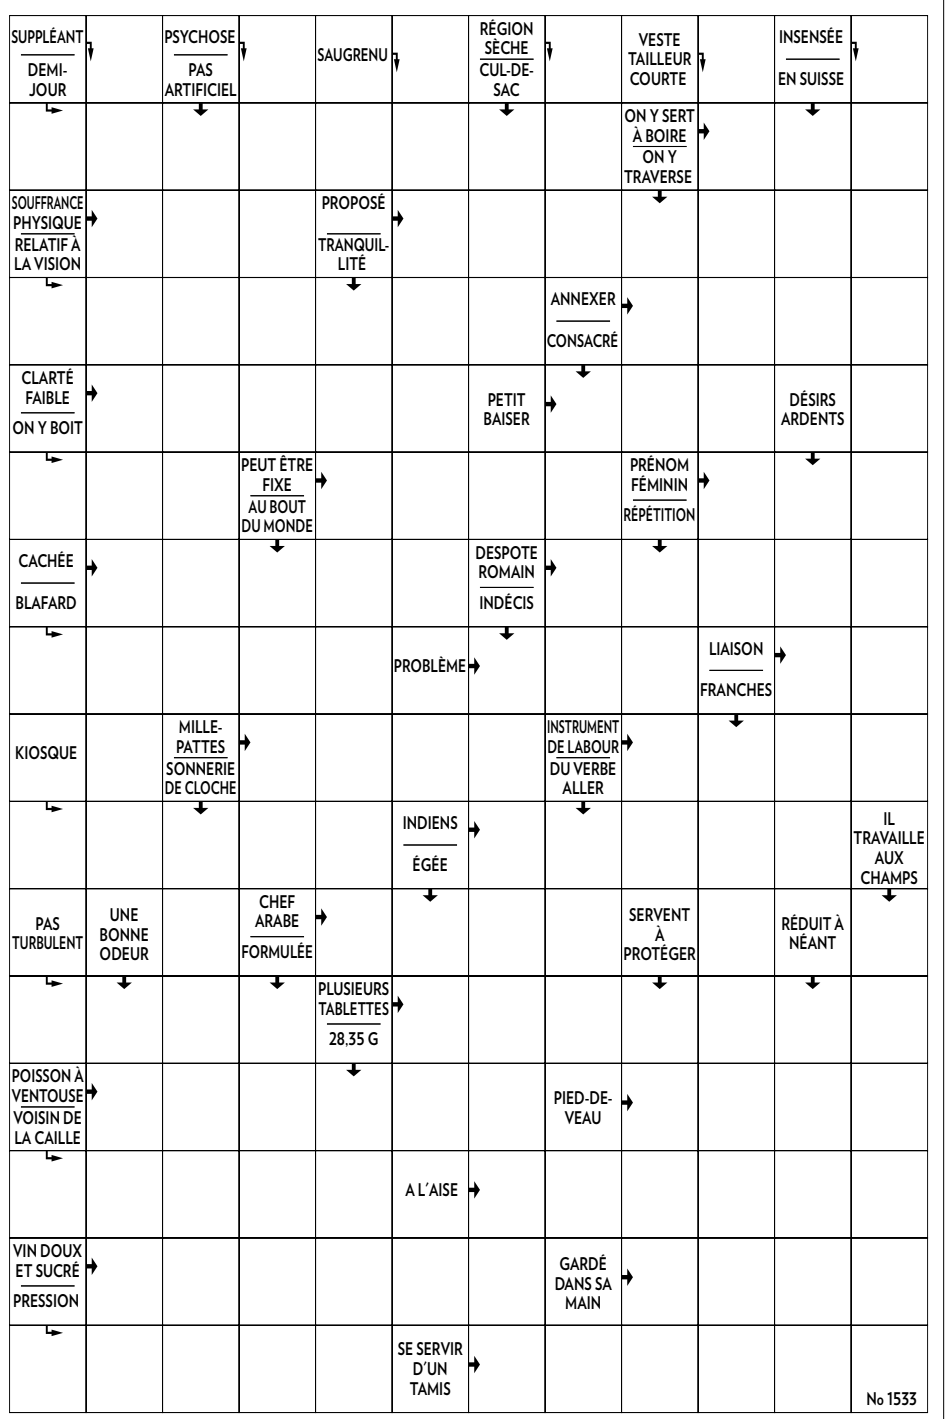 SUPPLÉANT
DEMI-
JOUR
PSYCHOSE
PAS
ARTIFICIEL
SAUGRENU
RÉGION
SÈCHE
CUL-DE-
SAC
VESTE
TAILLEUR
COURTE
INSENSÉE
EN SUISSE
ON Y SERT
À BOIRE
ON Y
TRAVERSE
SOUFFRANCE
PHYSIQUE
RELATIF À
LA VISION
PROPOSÉ
TRANQUIL-
LITÉ
ANNEXER
CONSACRÉ
CLARTÉ
FAIBLE
ON Y BOIT
PETIT
BAISER
DÉSIRS
ARDENTS
PEUT ÊTRE
FIXE
AU BOUT
DU MONDE
PRÉNOM
FÉMININ
RÉPÉTITION
CACHÉE
BLAFARD
DESPOTE
ROMAIN
INDÉCIS
PROBLÈME
LIAISON
FRANCHES
KIOSQUE
MILLE-
PATTES
SONNERIE
DE CLOCHE
INSTRUMENT
DE LABOUR
DU VERBE
ALLER
INDIENS
ÉGÉE
IL
TRAVAILLE
AUX
CHAMPS
PAS
TURBULENT
UNE
BONNE
ODEUR
CHEF
ARABE
FORMULÉE
SERVENT
À
PROTÉGER
RÉDUIT À
NÉANT
PLUSIEURS
TABLETTES
28,35 G
POISSON À
VENTOUSE
VOISIN DE
LA CAILLE
PIED-DE-
VEAU
A L'AISE
VIN DOUX
ET SUCRÉ
PRESSION
GARDÉ
DANS SA
MAIN
SE SERVIR
D'UN
TAMIS
No 1533